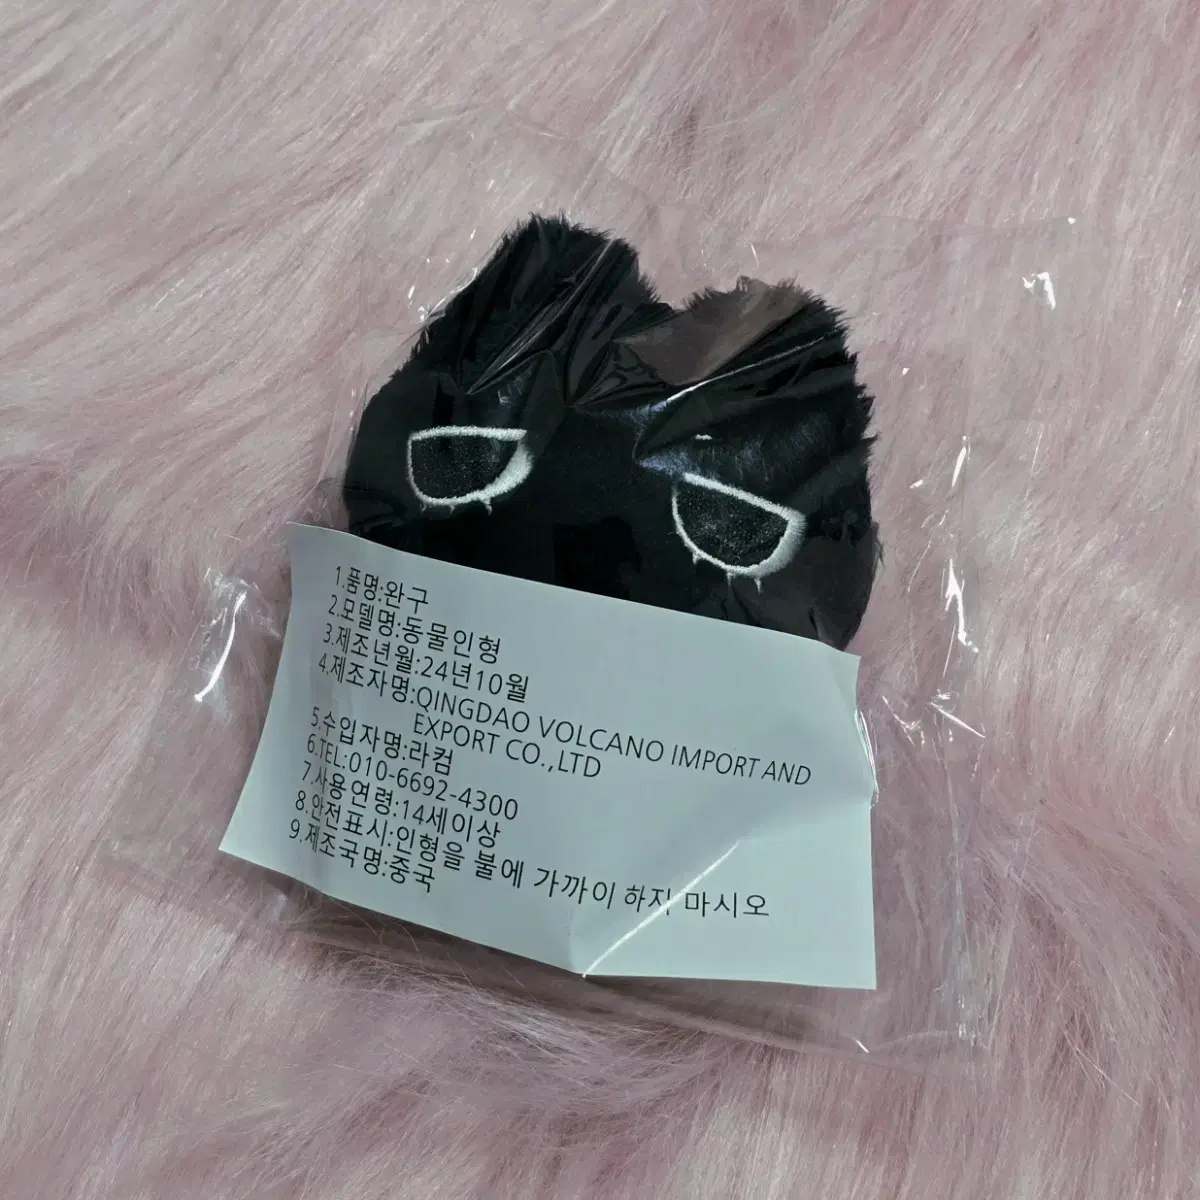 1.품명:완구
2.모델명:동물인형
3.제조년월:24년10월
4.제조자명:QINGDAO VOLCANO IMPORT AND
EXPORT CO.,LTD
5.수입자명:라컴
6.TEL:010-6692-4300
7.사용연령:14세이상
8.안전표시:인형을 불에 가까이 하지 마시오
9.제조국명:중국